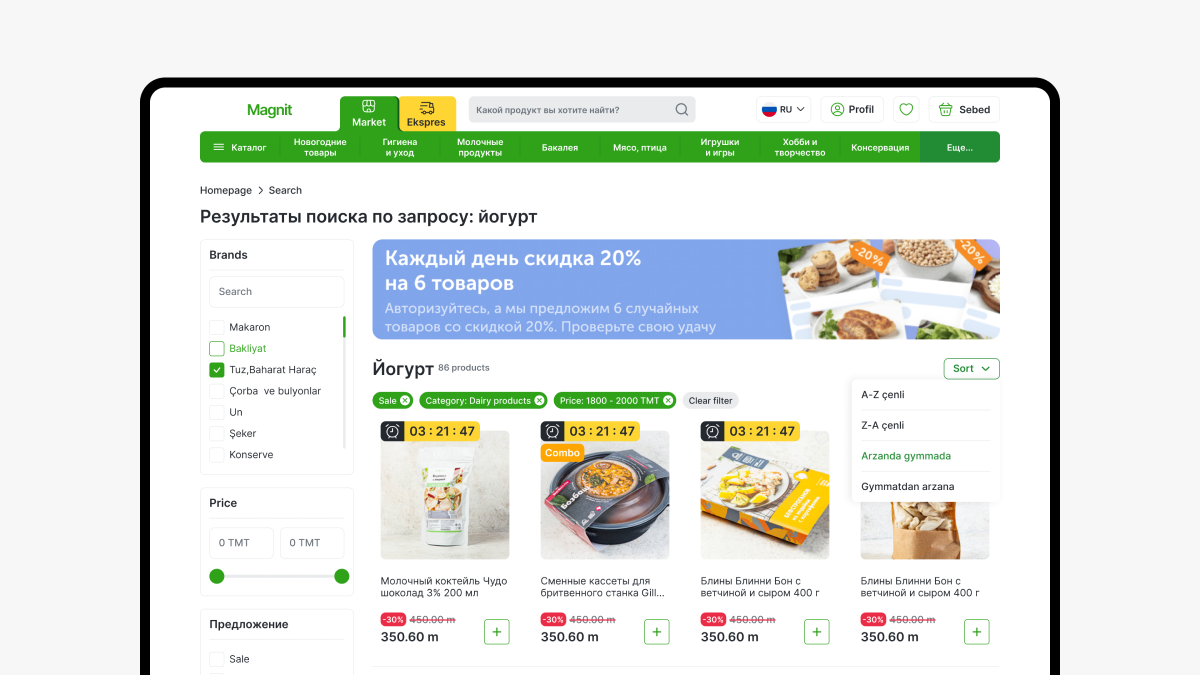 Magnit
Market
Ekspres
Какой продукт вы хотите найти?
RU
Profil
Sebed
Каталог
Новогодние
товары
Гигиена
и уход
Молочные
продукты
Бакалея
Мясо, птица
Игрушки
и игры
Хобби и
творчество
Консервация
Еще...
Homepage > Search
Результаты поиска по запросу: йогурт
Brands
Search
Makaron
Bakliyat
Tuz,Baharat Haraç
Çorba ve bulyonlar
Un
Şeker
Konserve
Price
0 TMT
0 TMT
Предложение
Sale
Каждый день скидка 20%
на 6 товаров
Авторизуйтесь, а мы предложим 6 случайных
товаров со скидкой 20%. Проверьте свою удачу
-20%
-20%
Йогурт 86 products
Sort
A-Z çenli
Z-A çenli
Arzanda gymmada
Gymmatdan arzana
Sale
Category: Dairy products
Price: 1800 - 2000 TMT
Clear filter
03 : 21 : 47
Молочный коктейль Чудо
шоколад 3% 200 мл
-30% 450.00 m
350.60 m
03 : 21 : 47
Combo
Сменные кассеты для
бритвенного станка Gill...
-30% 450.00 m
350.60 m
03 : 21 : 47
Блины Блинни Бон с
ветчиной и сыром 400 г
-30% 450.00 m
350.60 m
Блины Блинни Бон с
ветчиной и сыром 400 г
-30% 450.00 m
350.60 m